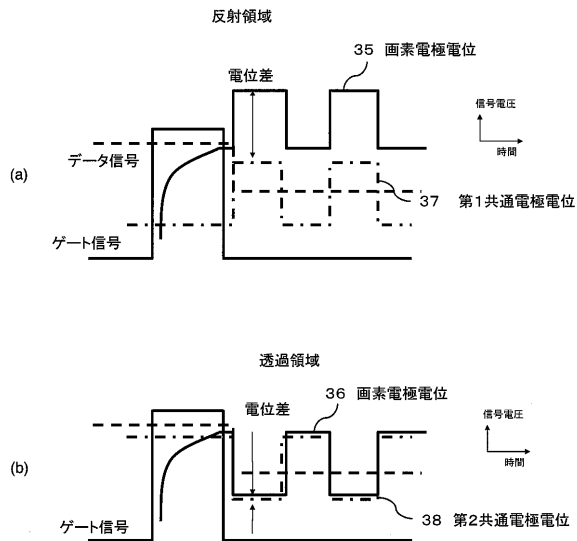 反射領域
35 画素電極電位
電位差
信号電圧
時間
データ信号
(a)
37 第1共通電極電位
ゲート信号
透過領域
36 画素電極電位
電位差
信号電圧
時間
(b)
38 第2共通電極電位
ゲート信号